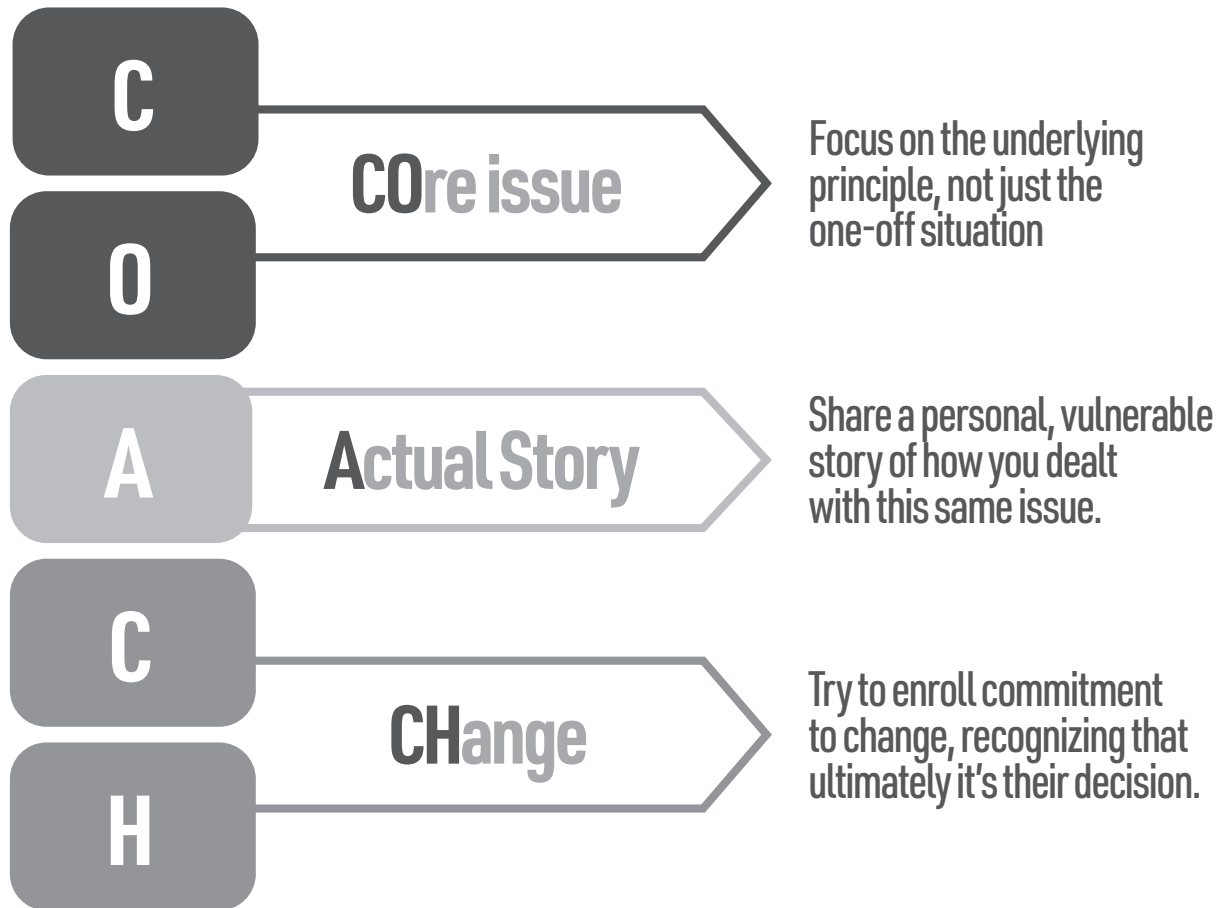 C
O
COre issue
Focus on the underlying
principle, not just the
one-off situation
A
Actual Story
Share a personal, vulnerable
story of how you dealt
with this same issue.
C
H
CHange
Try to enroll commitment
to change, recognizing that
ultimately it's their decision.